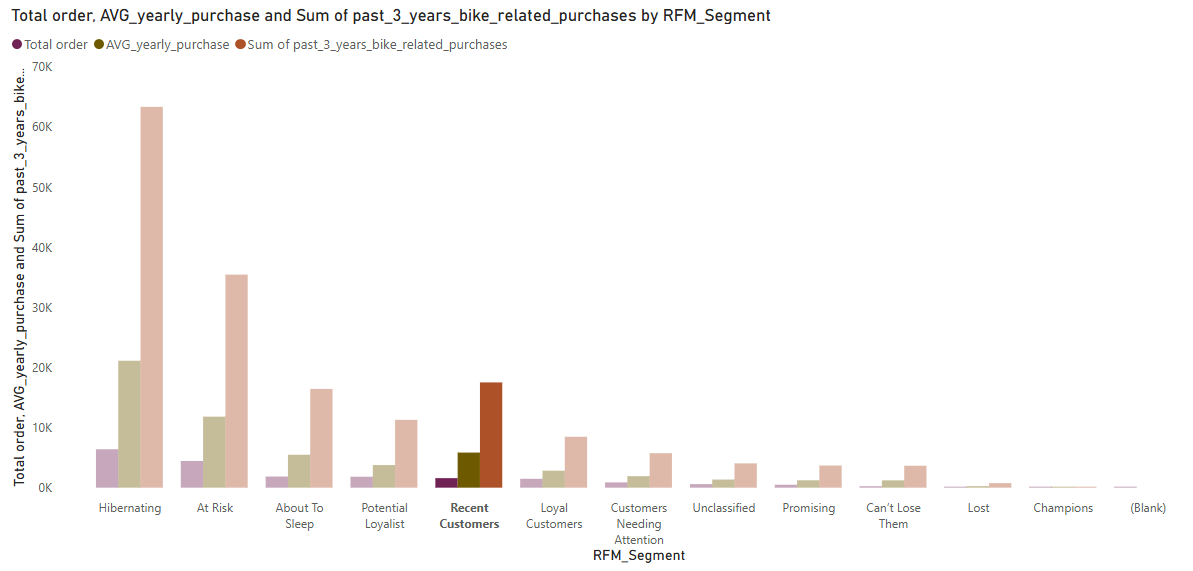 Total order, AVG_yearly_purchase and Sum of past_3_years_bike_related_purchases by RFM_Segment
Total order AVG_yearly_purchase Sum of past_3_years_bike_related_purchases
Total order, AVG_yearly_purchase and Sum of past_3_years_bike...
70K
60K
50K
40K
30K
20K
10K
0K
Hibernating
At Risk
About To
Sleep
Potential
Loyalist
Recent
Customers
Loyal
Customers
Customers
Needing
Attention
Unclassified
Promising
Can't Lose
Them
Lost
Champions
(Blank)
RFM_Segment